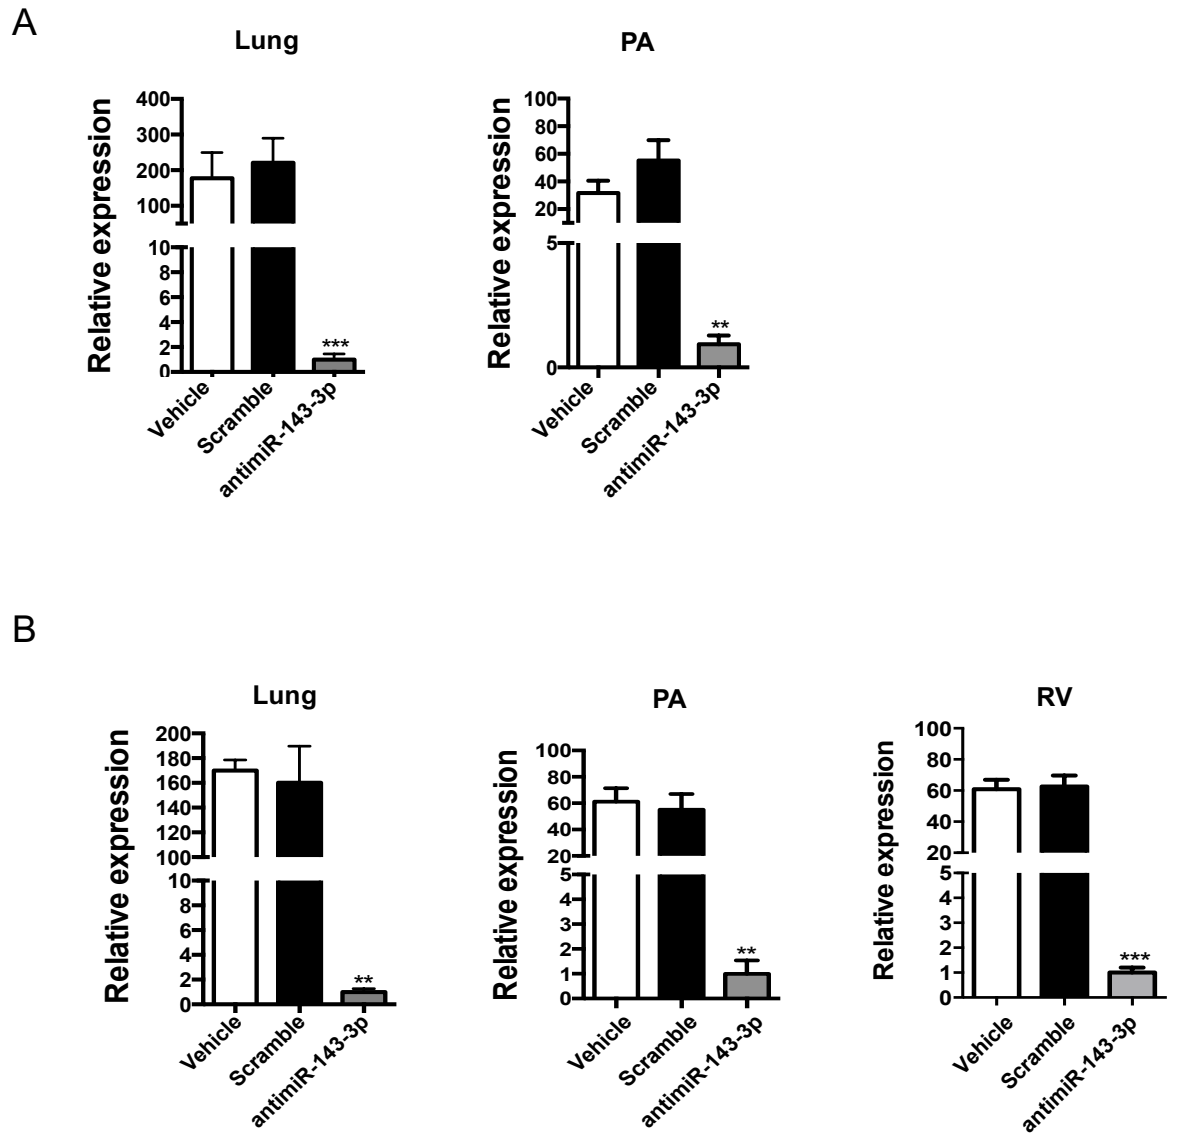 A
Lung
Relative expression
400
300
200
100
10
8
6
4
2
0
***
Vehicle
Scramble
antimiR-143-3p
PA
Relative expression
100
80
60
40
20
5
0
**
Vehicle
Scramble
antimiR-143-3p
B
Lung
Relative expression
200
180
160
140
120
100
10
8
6
4
2
0
**
Vehicle
Scramble
antimiR-143-3p
PA
Relative expression
100
80
60
40
20
5
4
3
2
1
0
**
Vehicle
Scramble
antimiR-143-3p
RV
Relative expression
100
80
60
40
20
5
4
3
2
1
0
***
Vehicle
Scramble
antimiR-143-3p